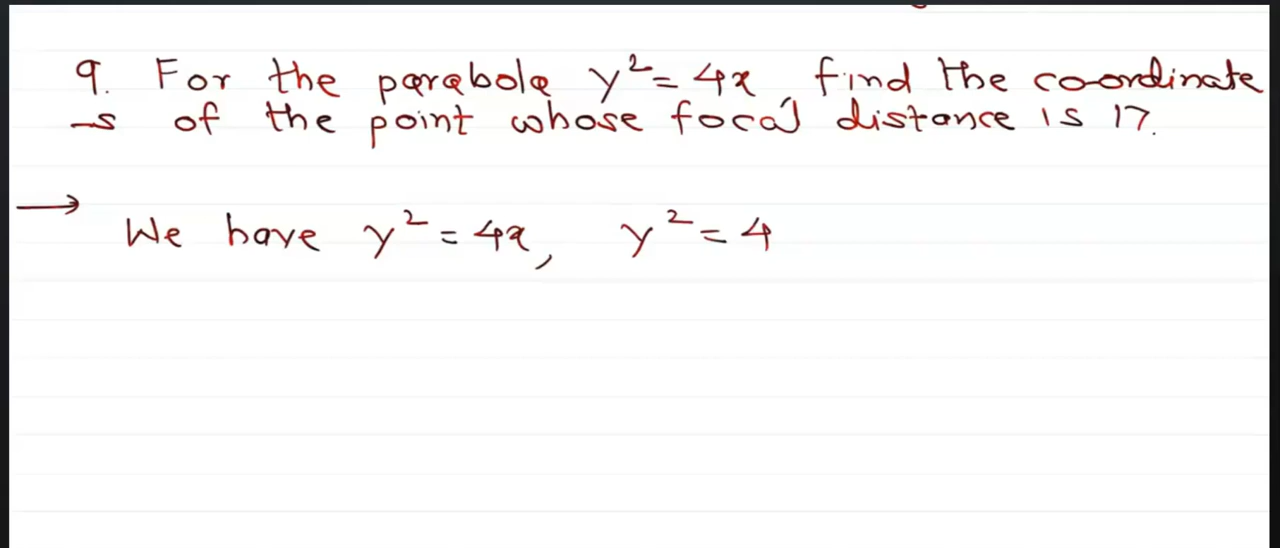 9. For the parabola y² = 4x, find the co-ordinate
-s of the point whose focal distance is 17.
→ We have y² = 4x, y² = 4